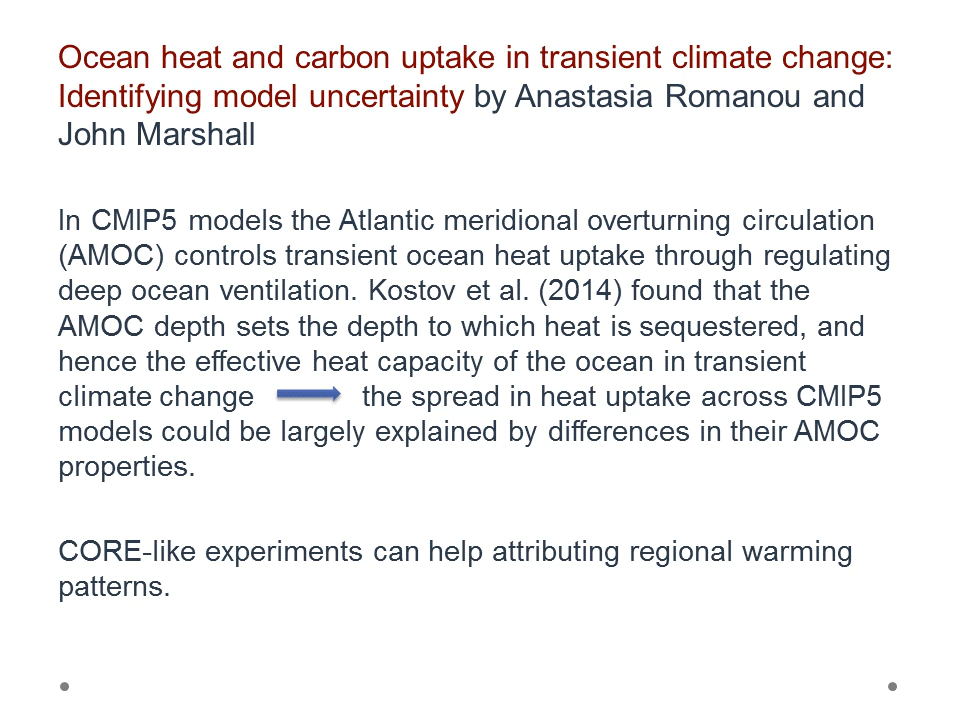 Ocean heat and carbon uptake in transient climate change:
Identifying model uncertainty by Anastasia Romanou and
John Marshall
In CMIP5 models the Atlantic meridional overturning circulation
(AMOC) controls transient ocean heat uptake through regulating
deep ocean ventilation. Kostov et al. (2014) found that the
AMOC depth sets the depth to which heat is sequestered, and
hence the effective heat capacity of the ocean in transient
climate change the spread in heat uptake across CMIP5
models could be largely explained by differences in their AMOC
properties.
CORE-like experiments can help attributing regional warming
patterns.